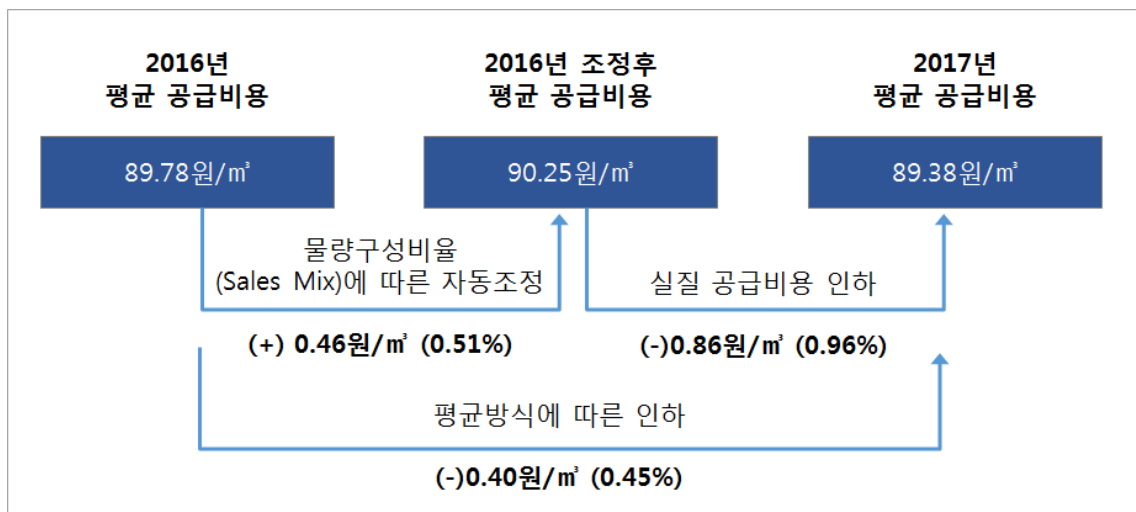 2016년
평균 공급비용
2016년 조정후
평균 공급비용
2017년
평균 공급비용
89.78원/㎥
90.25원/㎥
89.38원/㎥
물량구성비율
(Sales Mix)에 따른 자동조정
실질 공급비용 인하
(+) 0.46원/㎥ (0.51%)
(-)0.86원/㎥ (0.96%)
평균방식에 따른 인하
(-)0.40원/㎥ (0.45%)